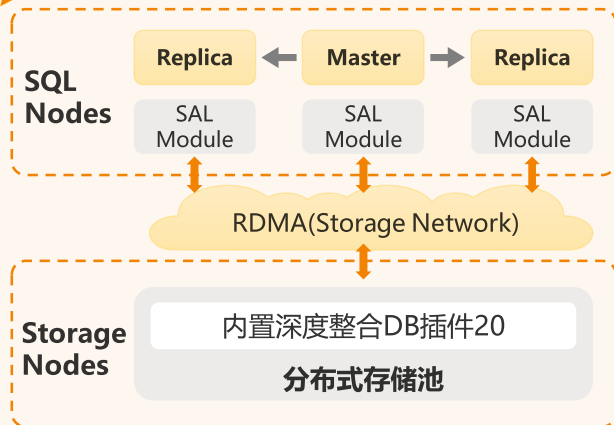 SQL
Nodes
Replica
Master
Replica
SAL
Module
SAL
Module
SAL
Module
RDMA(Storage Network)
Storage
Nodes
内置深度整合DB插件20
分布式存储池